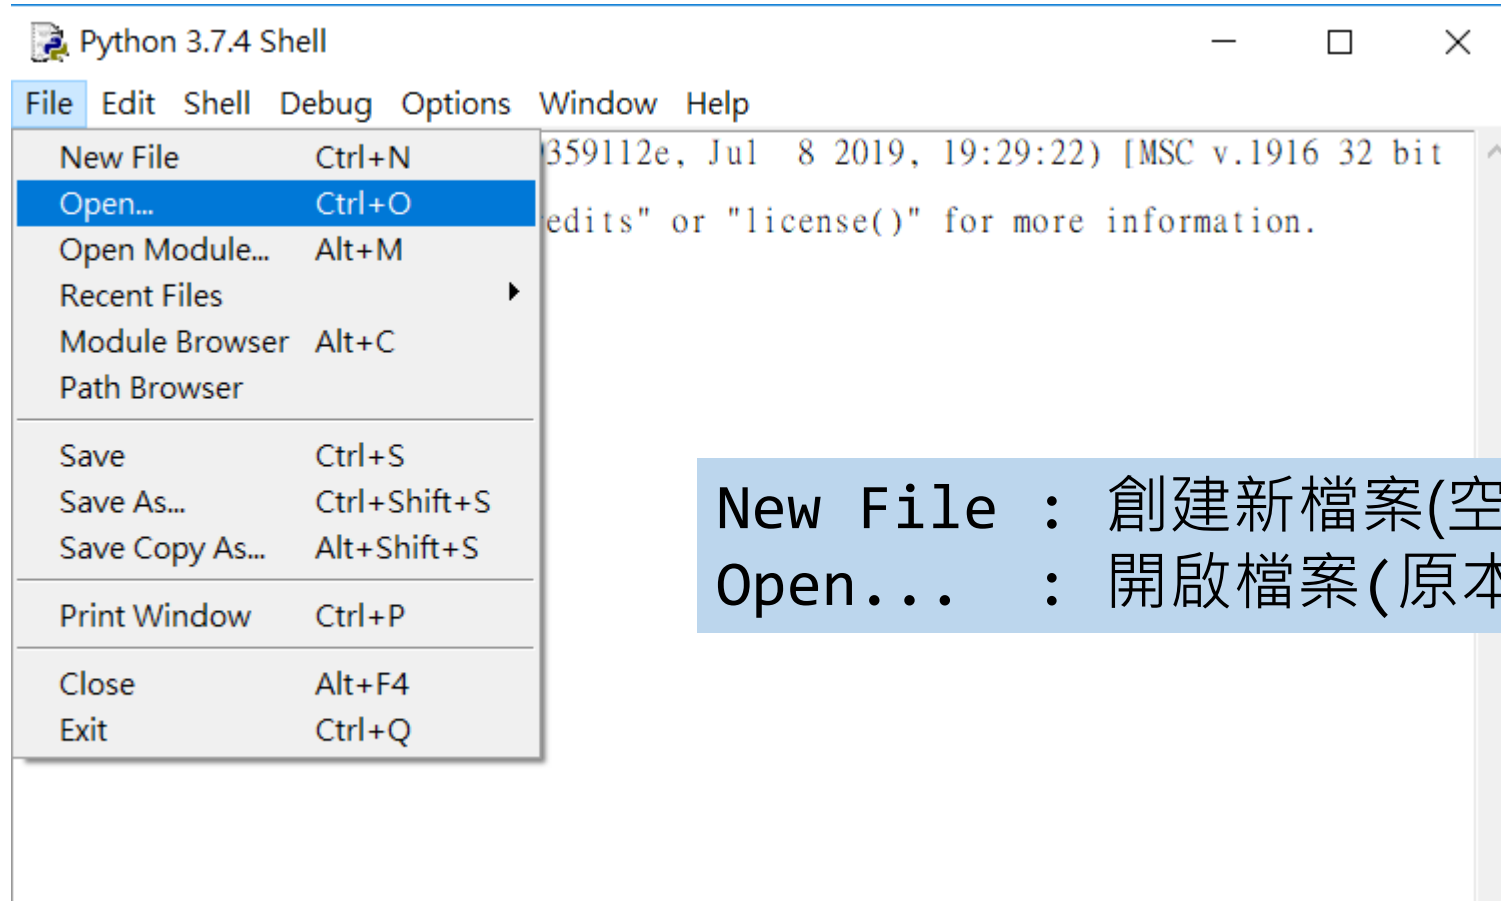 Python 3.7.4 Shell
File Edit Shell Debug Options Window Help
359112e, Jul 8 2019, 19:29:22) [MSC v.1916 32 bit
edits" or "license()" for more information.
New File Ctrl+N
Open... Ctrl+O
Open Module... Alt+M
Recent Files
Module Browser Alt+C
Path Browser
Save Ctrl+S
Save As... Ctrl+Shift+S
Save Copy As... Alt+Shift+S
Print Window Ctrl+P
Close Alt+F4
Exit Ctrl+Q
New File : 創建新檔案(空
Open... : 開啟檔案(原本